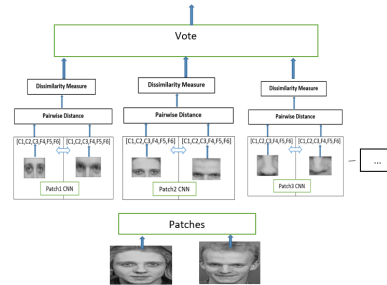 Vote
Dissimilarity Measure Dissimilarity Measure Dissimilarity Measure
Pairwise Distance Pairwise Distance Pairwise Distance
[C1,C2,C3,F4,F5,F6] [C1,C2,C3,F4,F5,F6] [C1,C2,C3,F4,F5,F6] [C1,C2,C3,F4,F5,F6] [C1,C2,C3,F4,F5,F6] [C1,C2,C3,F4,F5,F6]
...
Patch1 CNN Patch2 CNN Patch3 CNN
Patches